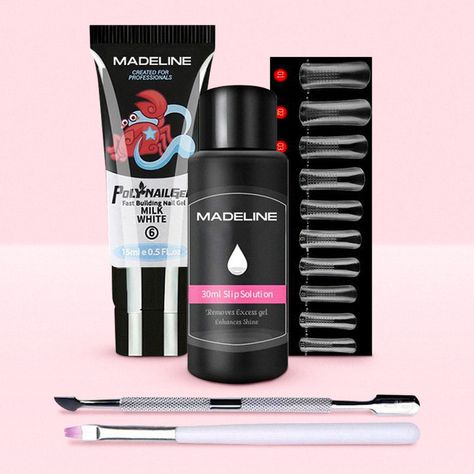 MADELINE
CREATED FOR
PROFESSIONALS
POLYNAILGEL
Fast Building Nail Gel
MILK
WHITE
6
15ml e 0.5 FL.oz
MADELINE
30ml Slip Solution
Removes Excess gel
Enhances Shine